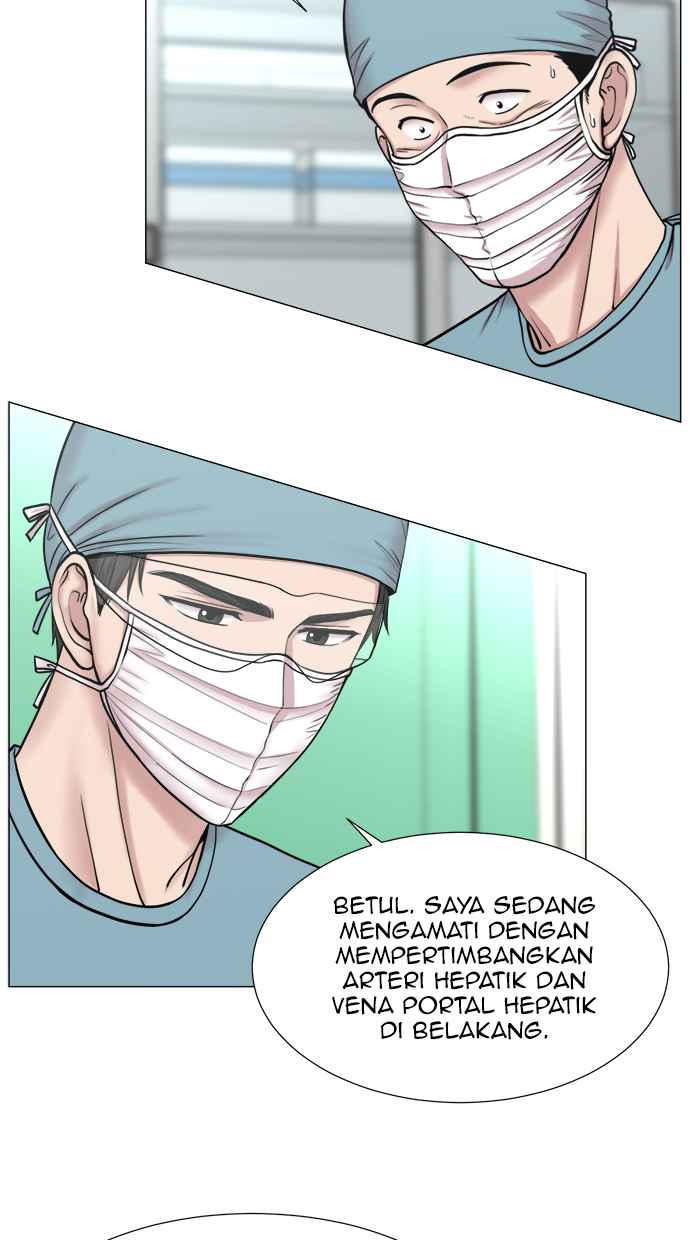 BETUL. SAYA SEDANG
MENGAMATI DENGAN
MEMPERTIMBANGKAN
ARTERI HEPATIK DAN
VENA PORTAL HEPATIK
DI BELAKANG.